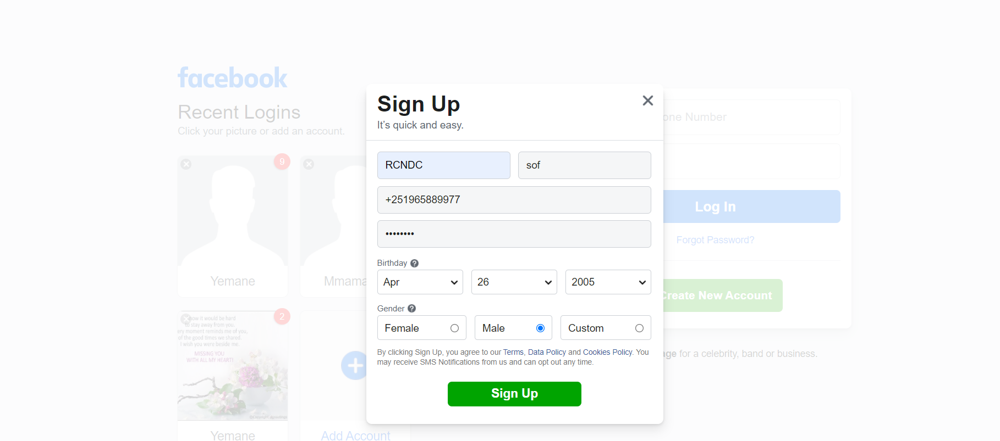 facebook
Recent Logins
Click your picture or add an account.
9
Yemane
Mmama
now it would be hard
to stay away from you.
ery moment reminds me of you,
of the good times we shared.
I wish you were beside me.
MISSING YOU
WITH ALL MY HEART!
2
Yemane
Add Account
Sign Up
It's quick and easy.
RCNDC sof
+251965889977
••••••••
Birthday ?
Apr 26 2005
Gender ?
Female Male Custom
By clicking Sign Up, you agree to our Terms, Data Policy and Cookies Policy. You
may receive SMS Notifications from us and can opt out any time.
Sign Up
one Number
Log In
Forgot Password?
Create New Account
age for a celebrity, band or business.